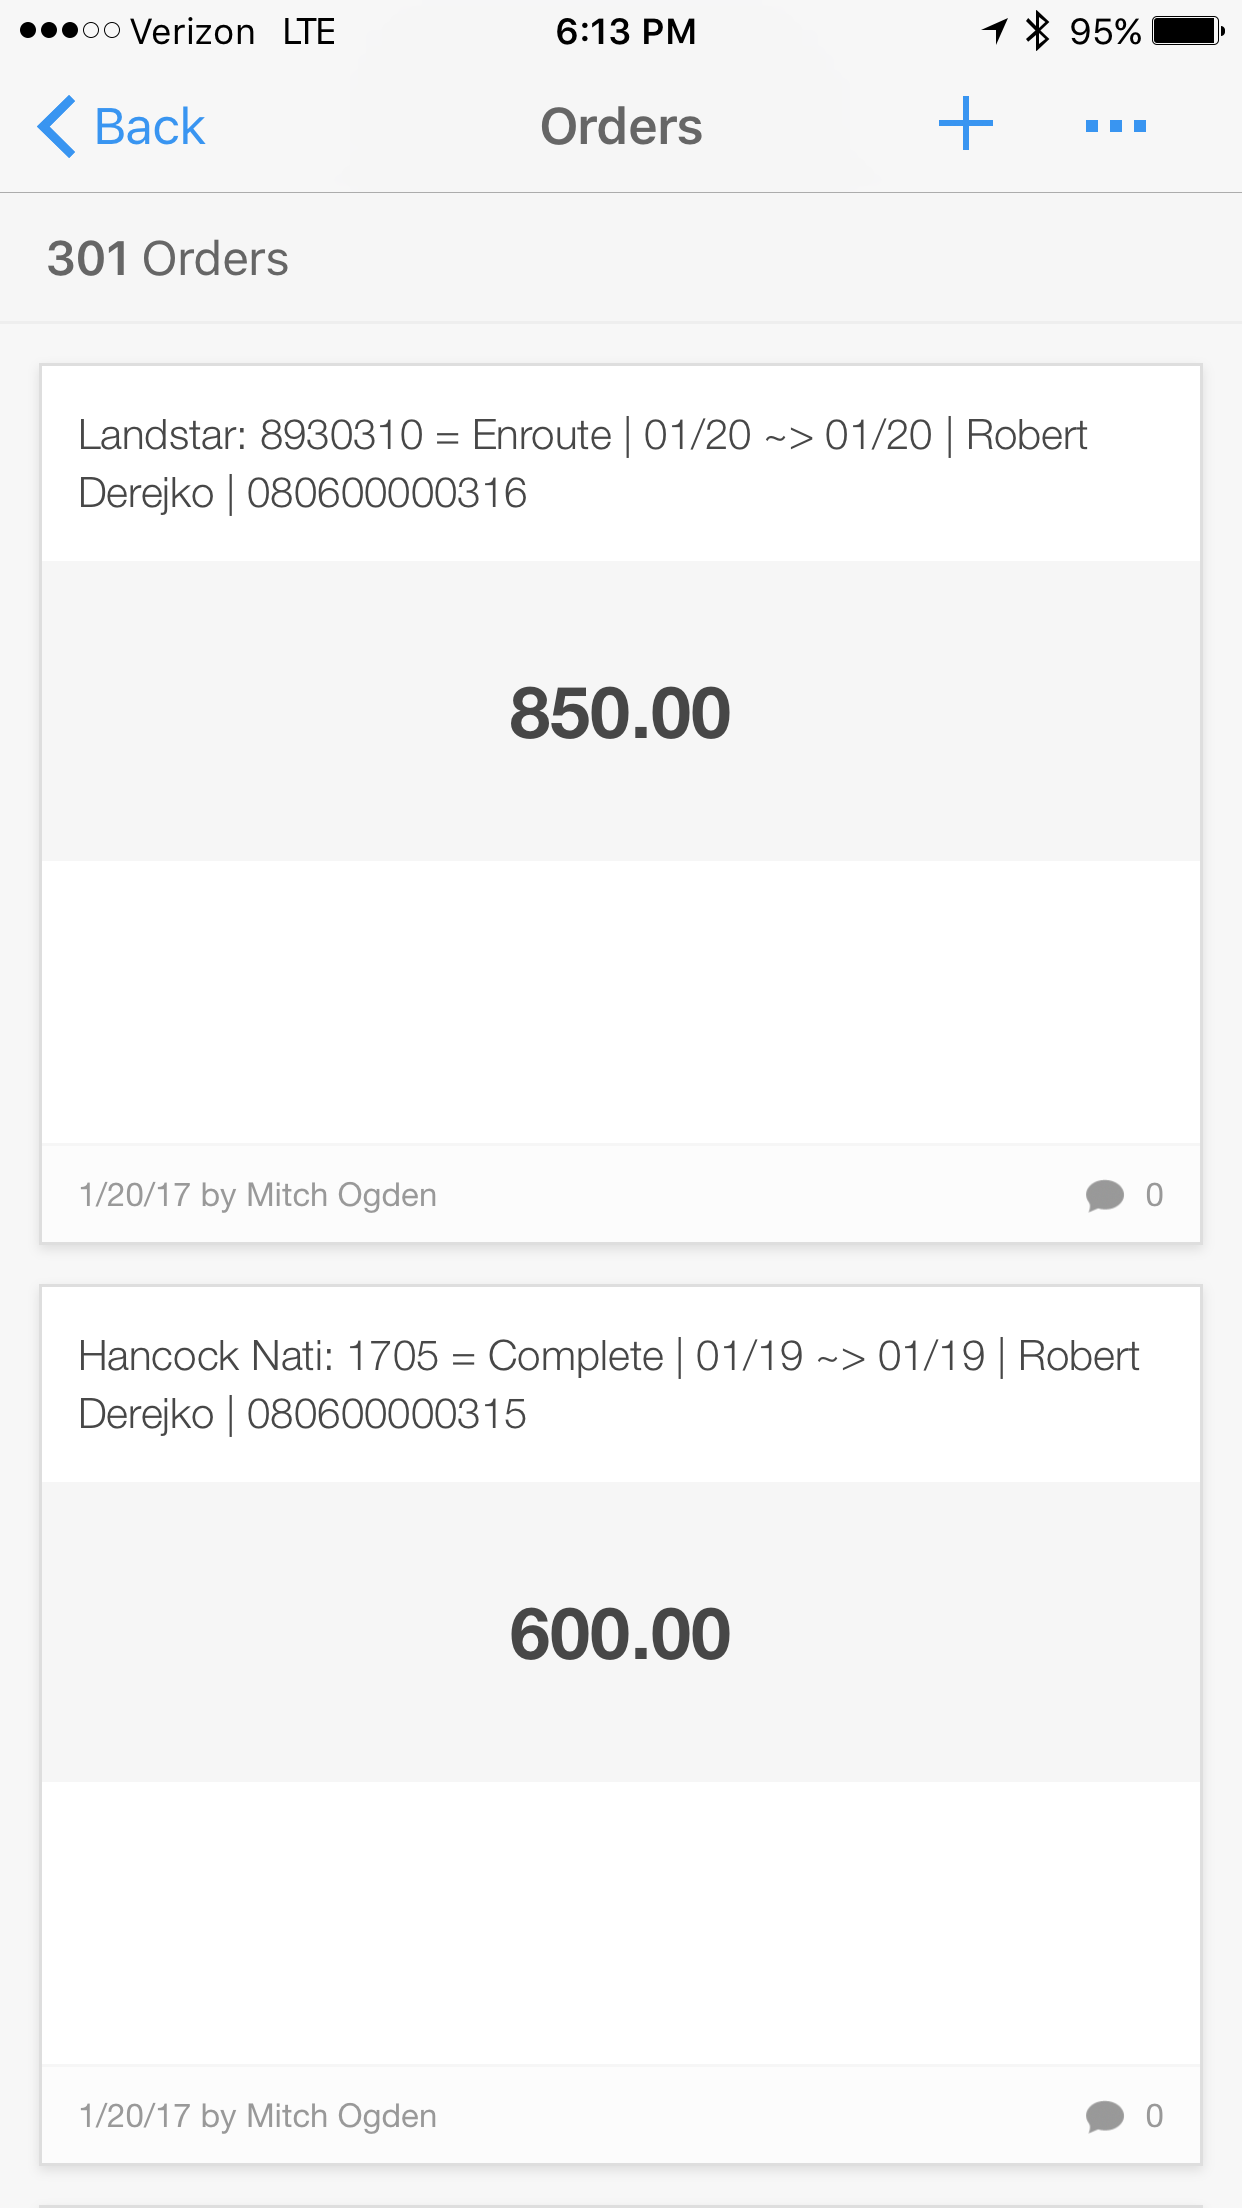 Verizon LTE 6:13 PM 95%
Back Orders
301 Orders
Landstar: 8930310 = Enroute | 01/20 ~> 01/20 | Robert
Derejko | 080600000316
850.00
1/20/17 by Mitch Ogden 0
Hancock Nati: 1705 = Complete | 01/19 ~> 01/19 | Robert
Derejko | 080600000315
600.00
1/20/17 by Mitch Ogden 0